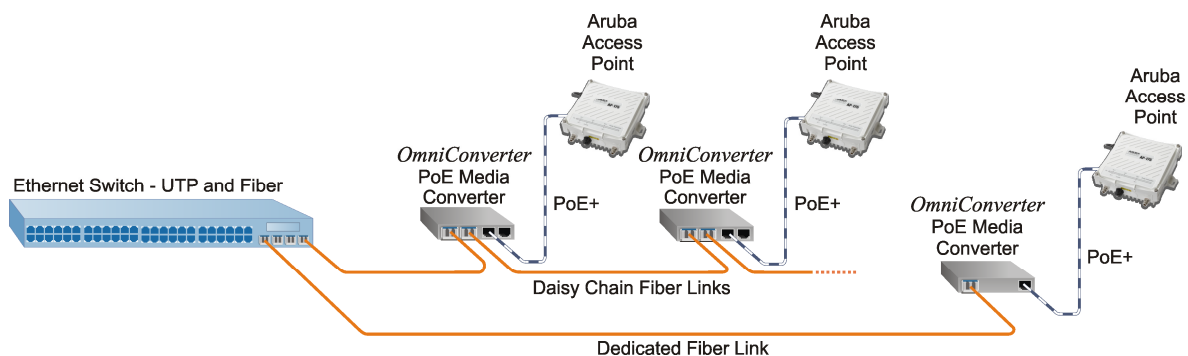 Aruba
Access
Point
Aruba
Access
Point
Aruba
Access
Point
OmniConverter
PoE Media
Converter
OmniConverter
PoE Media
Converter
Ethernet Switch - UTP and Fiber
PoE+
PoE+
OmniConverter
PoE Media
Converter
PoE+
Daisy Chain Fiber Links
Dedicated Fiber Link